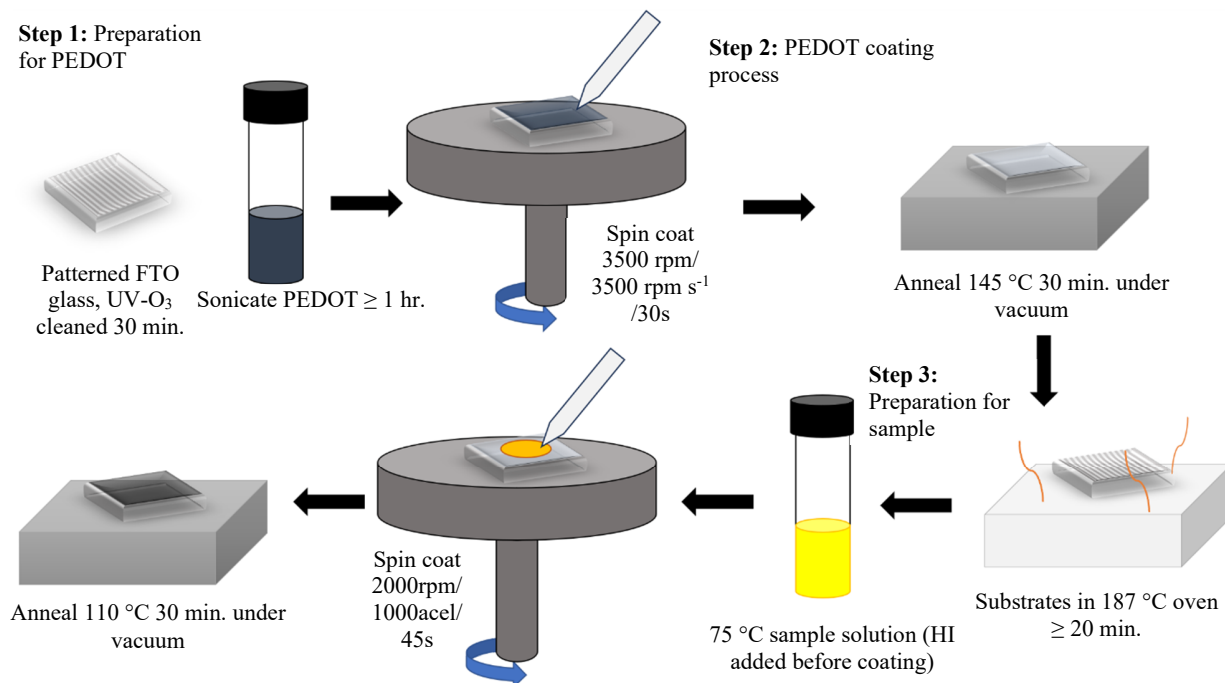 Step 1: Preparation
for PEDOT
Patterned FTO
glass, UV-O₃
cleaned 30 min.
Sonicate PEDOT ≥ 1 hr.
Step 2: PEDOT coating
process
Spin coat
3500 rpm/
3500 rpm s⁻¹
/30s
Anneal 145 °C 30 min. under
vacuum
Step 3:
Preparation for
sample
Substrates in 187 °C oven
≥ 20 min.
75 °C sample solution (HI
added before coating)
Spin coat
2000rpm/
1000acel/
45s
Anneal 110 °C 30 min. under
vacuum